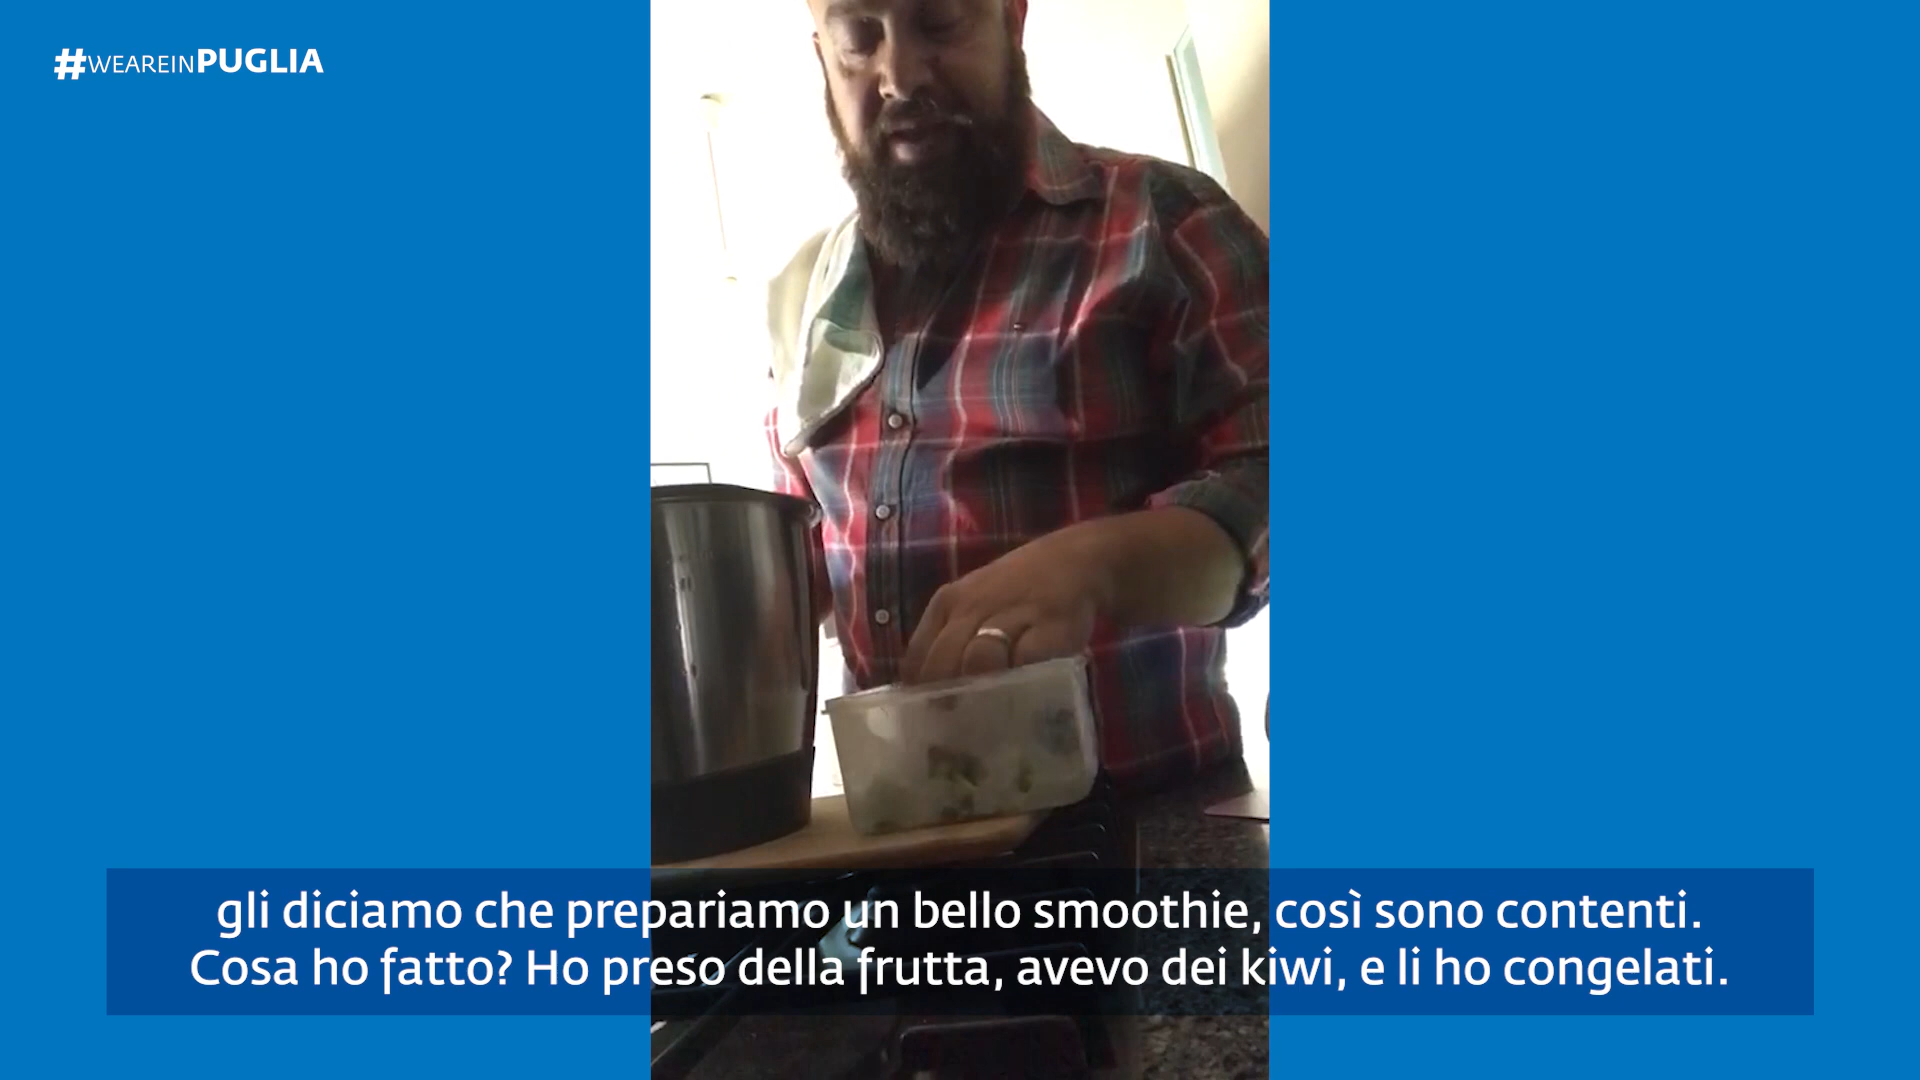 #WEAREINPUGLIA
gli diciamo che prepariamo un bello smoothie, così sono contenti.
Cosa ho fatto? Ho preso della frutta, avevo dei kiwi, e li ho congelati.